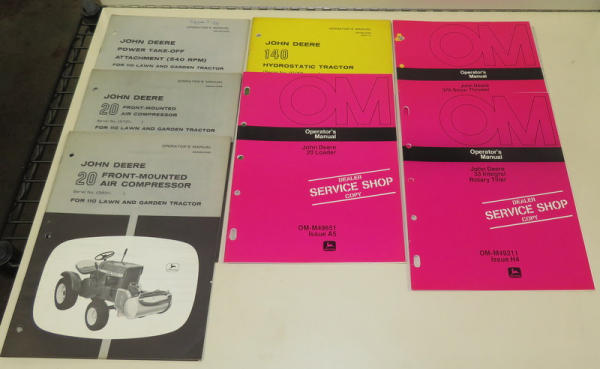 OPERATOR'S MANUAL
JOHN DEERE
POWER TAKE-OFF
ATTACHMENT (540 RPM)
FOR 110 LAWN AND GARDEN TRACTOR
OPERATOR'S MANUAL
JOHN DEERE
20 FRONT-MOUNTED
AIR COMPRESSOR
FOR 110 LAWN AND GARDEN TRACTOR
OPERATOR'S MANUAL
JOHN DEERE
20 FRONT-MOUNTED
AIR COMPRESSOR
FOR 110 LAWN AND GARDEN TRACTOR
OPERATOR'S MANUAL
JOHN DEERE
140
HYDROSTATIC TRACTOR
OM
Operator's
Manual
John Deere
20 Loader
DEALER
SERVICE SHOP
COPY
OM-M49651
Issue A5
OM
Operator's
Manual
John Deere
OM
Operator's
Manual
John Deere
33 Integral
Rotary Tiller
DEALER
SERVICE SHOP
COPY
OM-M49211
Issue H4